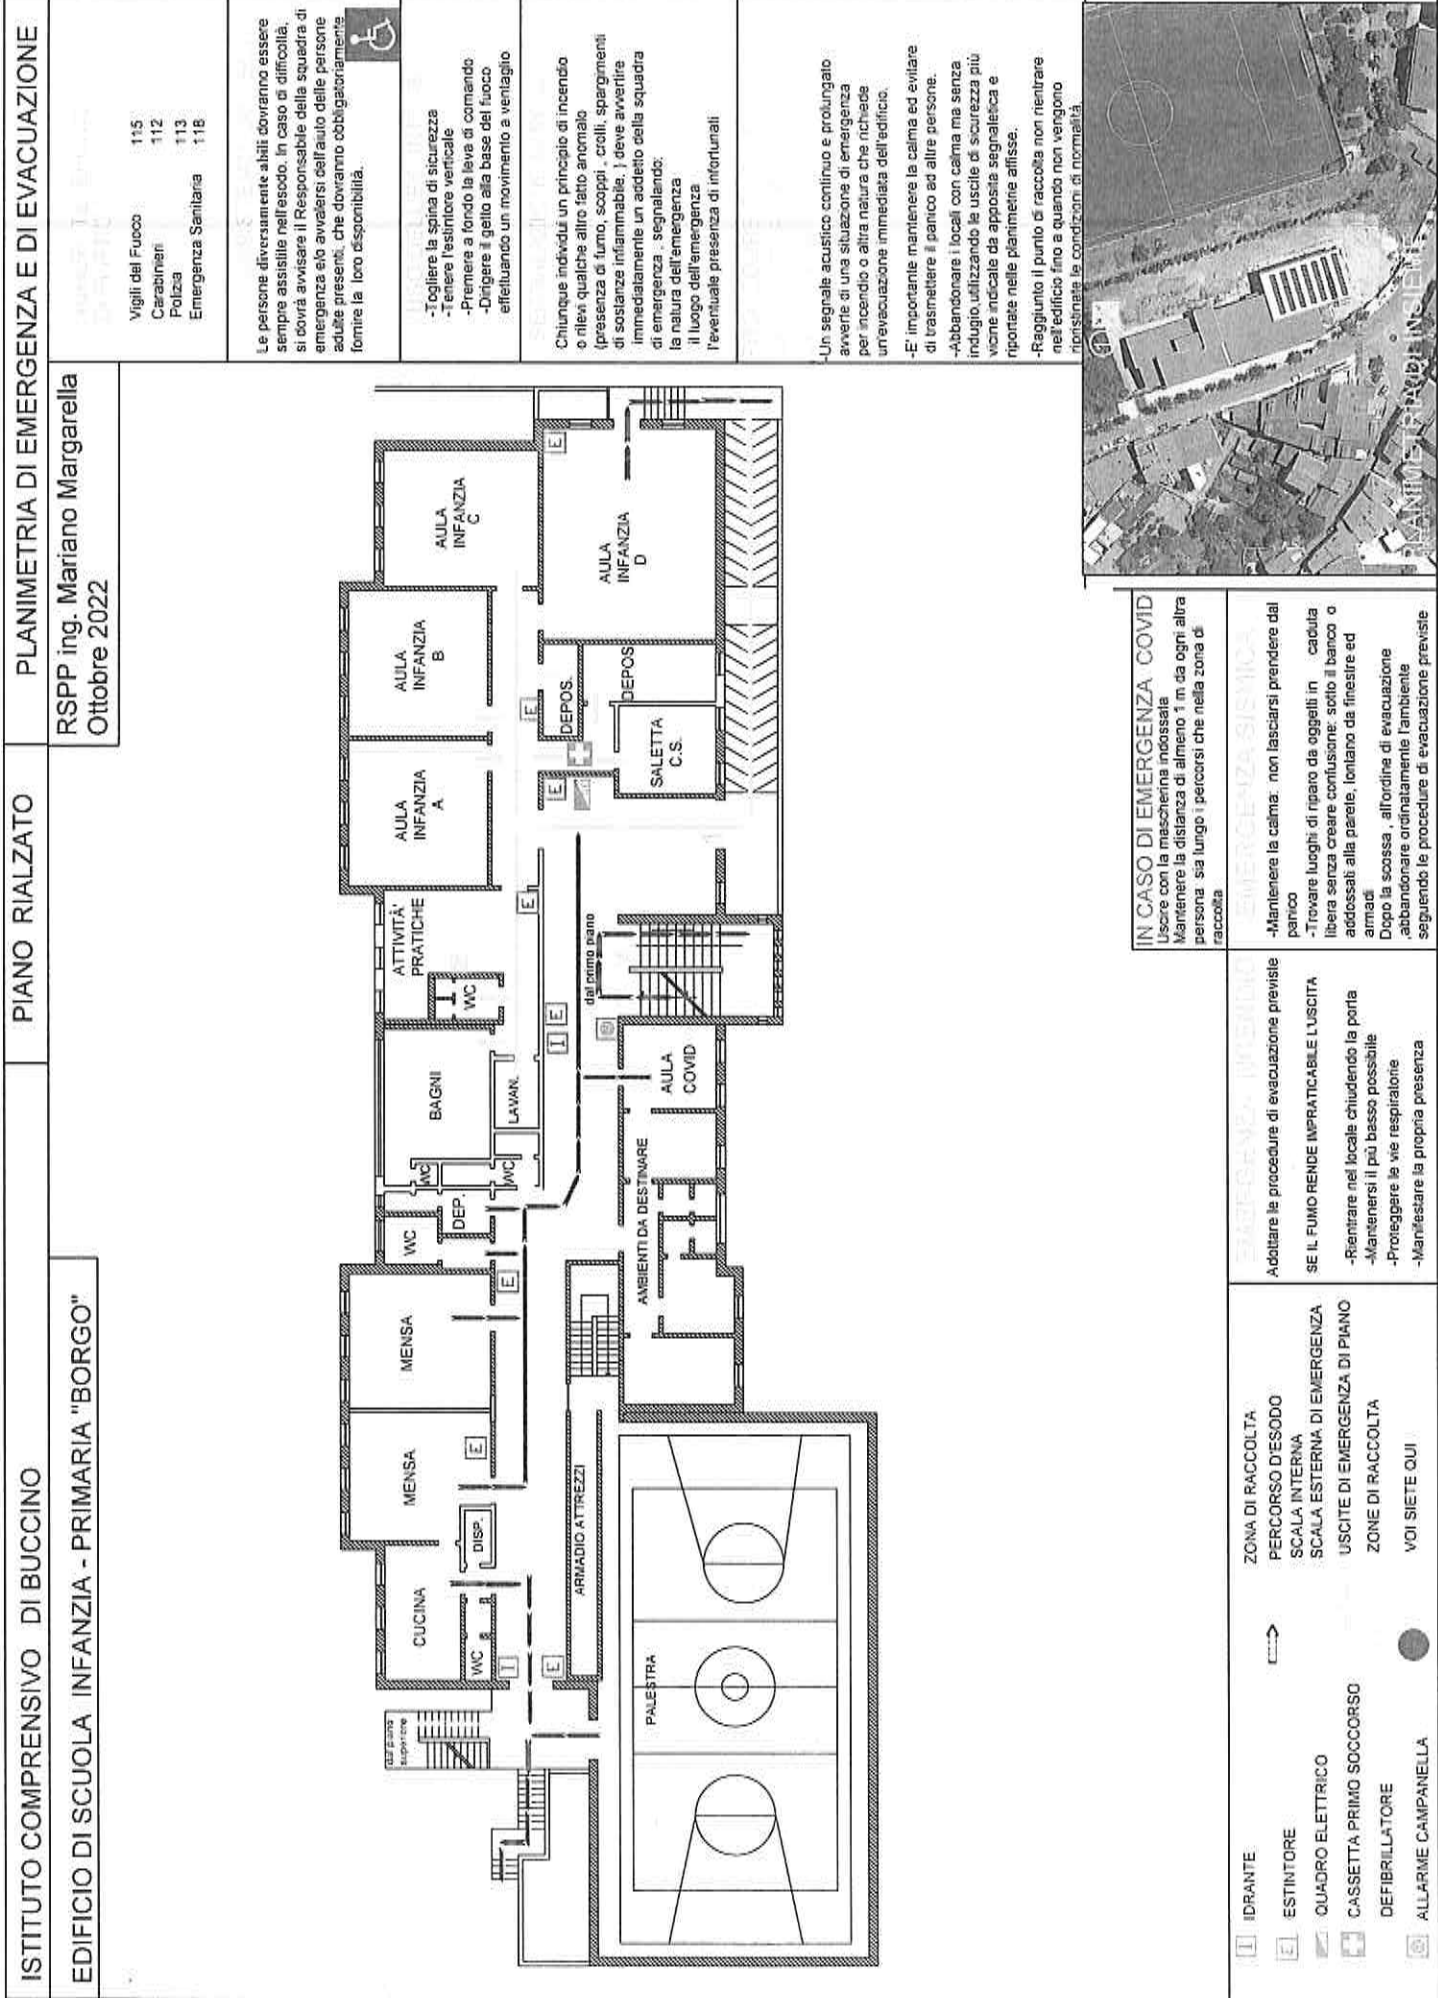 ISTITUTO COMPRENSIVO DI BUCCINO
PIANO RIALZATO
PLANIMETRIA DI EMERGENZA E DI EVACUAZIONE
EDIFICIO DI SCUOLA INFANZIA - PRIMARIA "BORGO"
RSPP ing. Mariano Margarella
Ottobre 2022
Vigili del Fuoco 115
Carabinieri 112
Polizia 113
Emergenza Sanitaria 118
Le persone diversamente abili dovranno essere
sempre assistite nell'esodo. In caso di difficoltà,
si dovrà avvisare il Responsabile della squadra di
emergenza e/o avvalersi dell'aiuto delle persone
adulte presenti, che dovranno obbligatoriamente
fornire la loro disponibilità.
-Togliere la spina di sicurezza
-Tenere l'estintore verticale
-Premere a fondo la leva di comando
-Dirigere il getto alla base del fuoco
effettuando un movimento a ventaglio
Chiunque individui un principio di incendio
o rilevi qualche altro fatto anomalo
(presenza di fumo, scoppi , crolli, spargimenti
di sostanze infiammabile, ) deve avvertire
immediatamente un addetto della squadra
di emergenza , segnalando:
la natura dell'emergenza
il luogo dell'emergenza
l'eventuale presenza di infortunati
-Un segnale acustico continuo e prolungato
avverte di una situazione di emergenza
per incendio o altra natura che richiede
un'evacuazione immediata dell'edificio.
-E' importante mantenere la calma ed evitare
di trasmettere il panico ad altre persone.
-Abbandonare i locali con calma ma senza
indugio,utilizzando le uscite di sicurezza più
vicine indicate da apposita segnaletica e
riportate nelle planimetrie affisse.
-Raggiunto il punto di raccolta non rientrare
nell'edificio fino a quando non vengono
ripristinate le condizioni di normalità.
AULA
INFANZIA
C
AULA
INFANZIA
D
AULA
INFANZIA
B
AULA
INFANZIA
A
E
E
E
E
DEPOS.
DEPOS
SALETTA
C.S.
ATTIVITÀ'
PRATICHE
WC
BAGNI
LAVAN.
WC
WC
DEP.
WC
I
E
dal primo piano
AULA
COVID
AMBIENTI DA DESTINARE
MENSA
E
MENSA
E
DISP.
CUCINA
WC
I
E
ARMADIO ATTREZZI
PALESTRA
dal piano
superiore
PLANIMETRIA DI INSIEME
IN CASO DI EMERGENZA COVID
Uscire con la mascherina indossata
Mantenere la distanza di almeno 1 m da ogni altra
persona sia lungo i percorsi che nella zona di
raccolta
EMERGENZA SISMICA
-Mantenere la calma: non lasciarsi prendere dal
panico
-Trovare luoghi di riparo da oggetti in caduta
libera senza creare confusione: sotto il banco o
addossati alla parete, lontano da finestre ed
armadi
Dopo la scossa , all'ordine di evacuazione
,abbandonare ordinatamente l'ambiente
seguendo le procedure di evacuazione previste
EMERGENZA INCENDIO
Adottare le procedure di evacuazione previste
SE IL FUMO RENDE IMPRATICABILE L'USCITA
-Rientrare nel locale chiudendo la porta
-Mantenersi il più basso possibile
-Proteggere le vie respiratorie
-Manifestare la propria presenza
I IDRANTE
E ESTINTORE
QUADRO ELETTRICO
CASSETTA PRIMO SOCCORSO
DEFIBRILLATORE
ALLARME CAMPANELLA
ZONA DI RACCOLTA
PERCORSO D'ESODO
SCALA INTERNA
SCALA ESTERNA DI EMERGENZA
USCITE DI EMERGENZA DI PIANO
ZONE DI RACCOLTA
VOI SIETE QUI